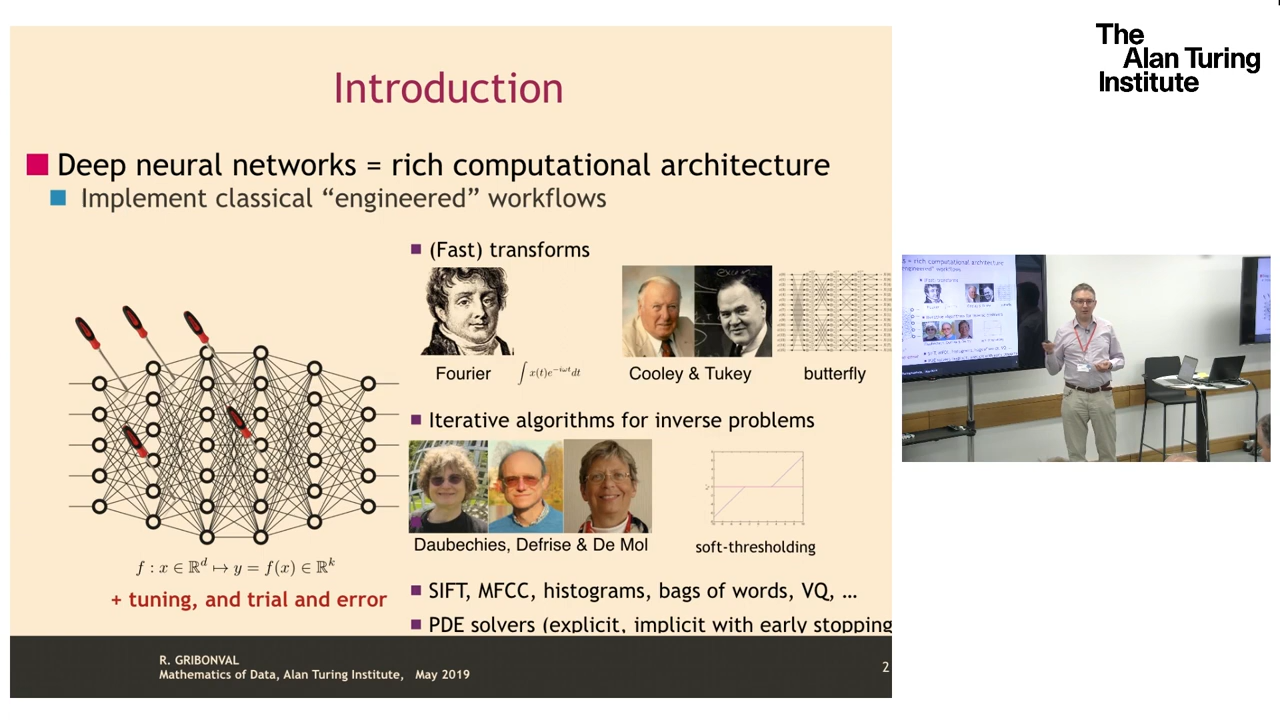 The
Alan Turing
Institute
Introduction
Deep neural networks = rich computational architecture
Implement classical “engineered” workflows
(Fast) transforms
Fourier
∫ x(t)e^{-iωt}dt
Cooley & Tukey
butterfly
Iterative algorithms for inverse problems
Daubechies, Defrise & De Mol
soft-thresholding
f : x ∈ ℝ^d ↦ y = f(x) ∈ ℝ^k
+ tuning, and trial and error
SIFT, MFCC, histograms, bags of words, VQ, …
PDE solvers (explicit, implicit with early stopping
R. GRIBONVAL
Mathematics of Data, Alan Turing Institute, May 2019
2